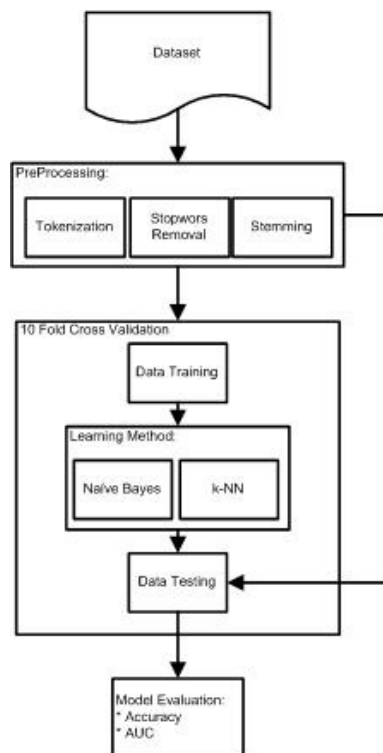 Dataset
PreProcessing:
Tokenization
Stopwors
Removal
Stemming
10 Fold Cross Validation
Data Training
Learning Method:
Naïve Bayes
k-NN
Data Testing
Model Evaluation:
* Accuracy
* AUC